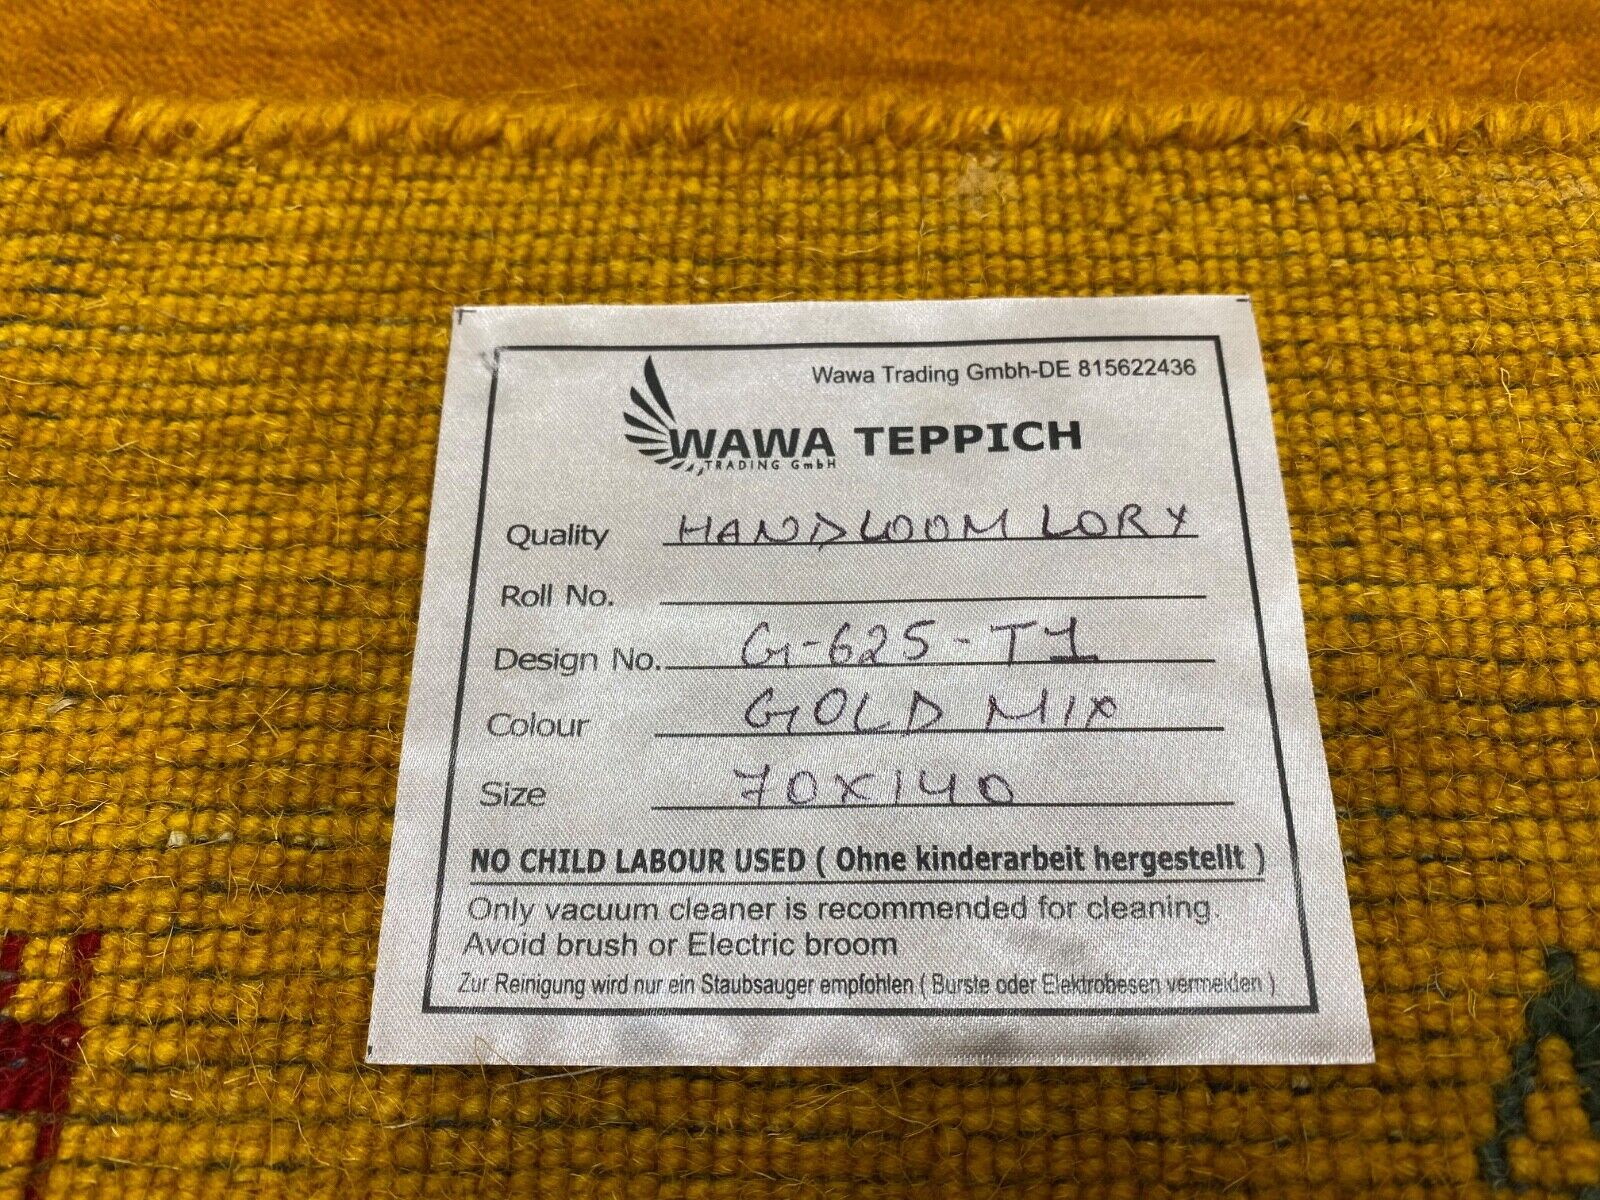 Wawa Trading Gmbh-DE 815622436
WAWA TEPPICH
TRADING GmbH
Quality HANDLOOM LORY
Roll No.
Design No. G-625-T1
Colour GOLD MIX
Size 70X140
NO CHILD LABOUR USED ( Ohne kinderarbeit hergestellt )
Only vacuum cleaner is recommended for cleaning.
Avoid brush or Electric broom
Zur Reinigung wird nur ein Staubsauger empfohlen ( Burste oder Elektrobesen vermeiden )